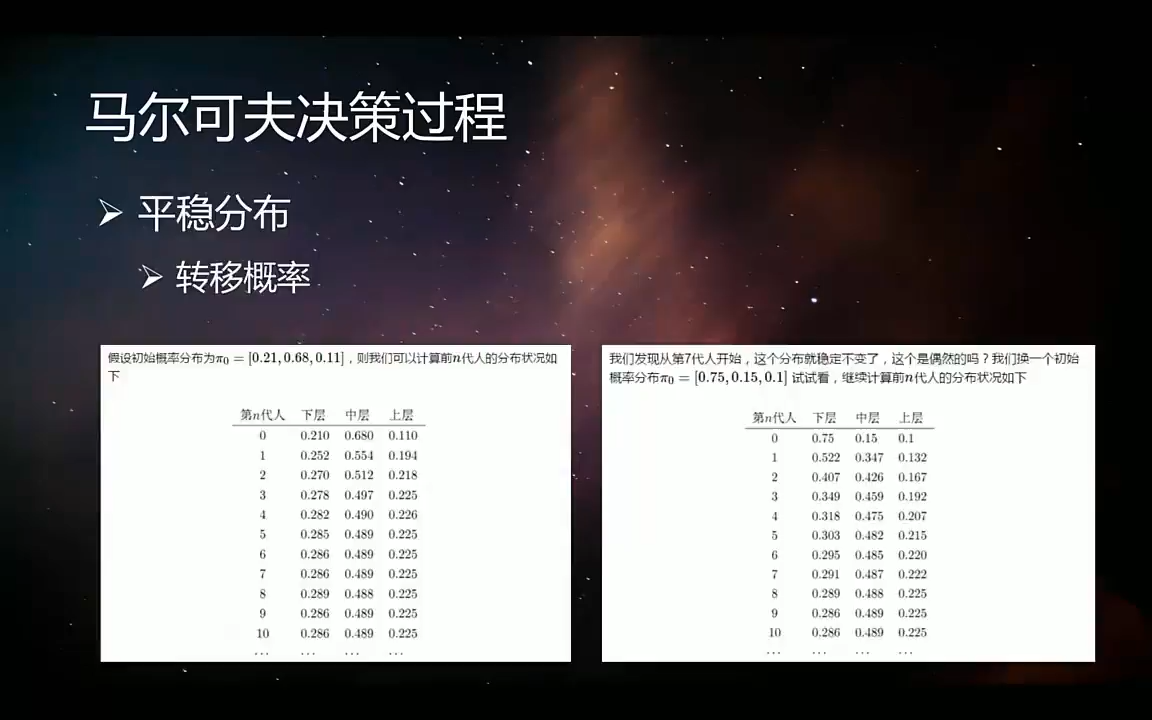 马尔可夫决策过程
平稳分布
转移概率
假设初始概率分布为π₀ = [0.21, 0.68, 0.11]，则我们可以计算前n代人的分布状况如
下
第n代人 下层 中层 上层
0 0.210 0.680 0.110
1 0.252 0.554 0.194
2 0.270 0.512 0.218
3 0.278 0.497 0.225
4 0.282 0.490 0.226
5 0.285 0.489 0.225
6 0.286 0.489 0.225
7 0.286 0.489 0.225
8 0.289 0.488 0.225
9 0.286 0.489 0.225
10 0.286 0.489 0.225
... ... ... ...
我们发现从第7代人开始，这个分布就稳定不变了，这个是偶然的吗？我们换一个初始
概率分布π₀ = [0.75, 0.15, 0.1] 试试看，继续计算前n代人的分布状况如下
第n代人 下层 中层 上层
0 0.75 0.15 0.1
1 0.522 0.347 0.132
2 0.407 0.426 0.167
3 0.349 0.459 0.192
4 0.318 0.475 0.207
5 0.303 0.482 0.215
6 0.295 0.485 0.220
7 0.291 0.487 0.222
8 0.289 0.488 0.225
9 0.286 0.489 0.225
10 0.286 0.489 0.225
... ... ... ...